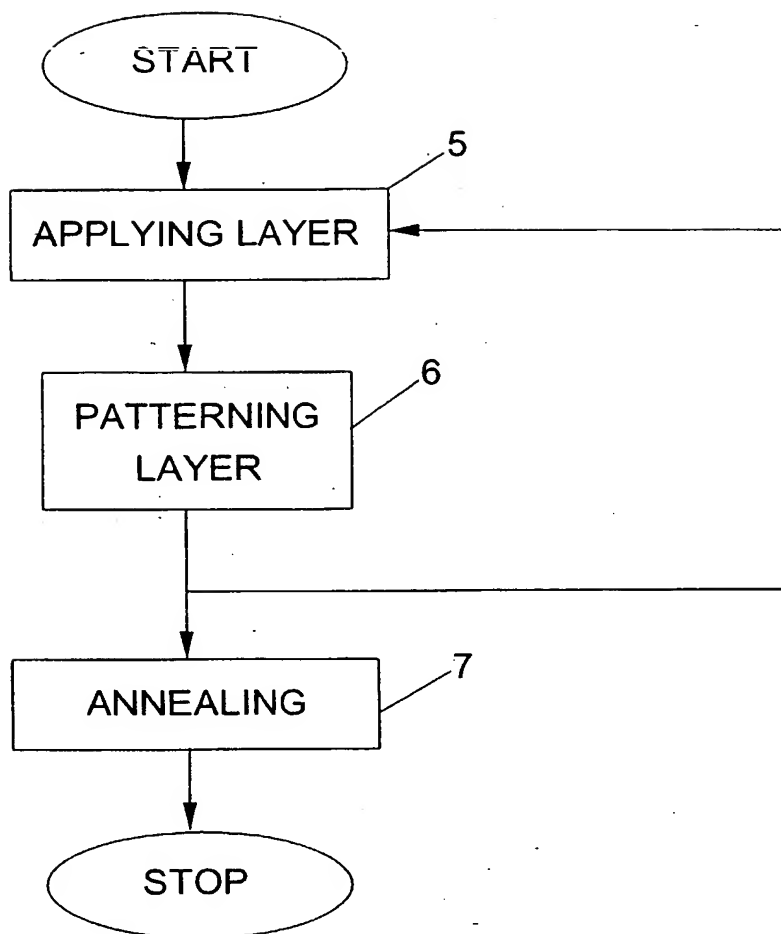 START
5
APPLYING LAYER
6
PATTERNING
LAYER
7
ANNEALING
STOP